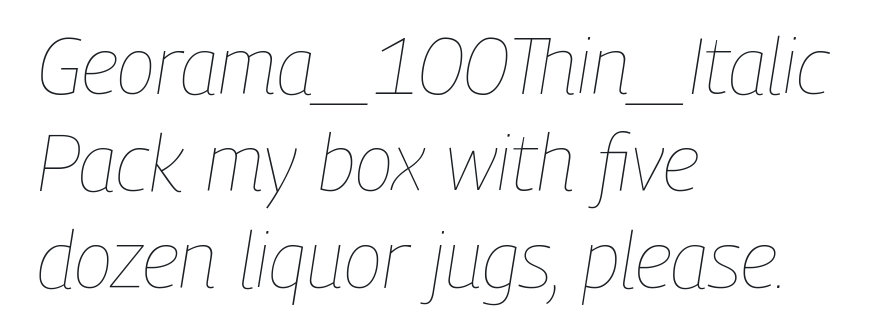 Georama_100Thin_Italic
Pack my box with five
dozen liquor jugs, please.